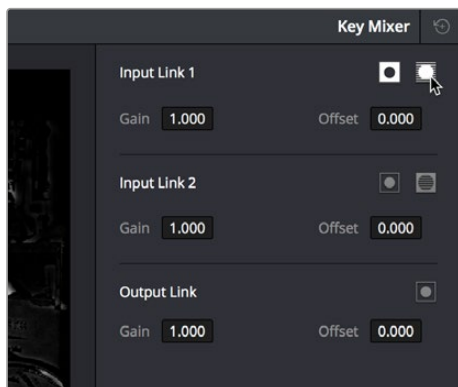 Key Mixer
Input Link 1
Gain 1.000 Offset 0.000
Input Link 2
Gain 1.000 Offset 0.000
Output Link
Gain 1.000 Offset 0.000